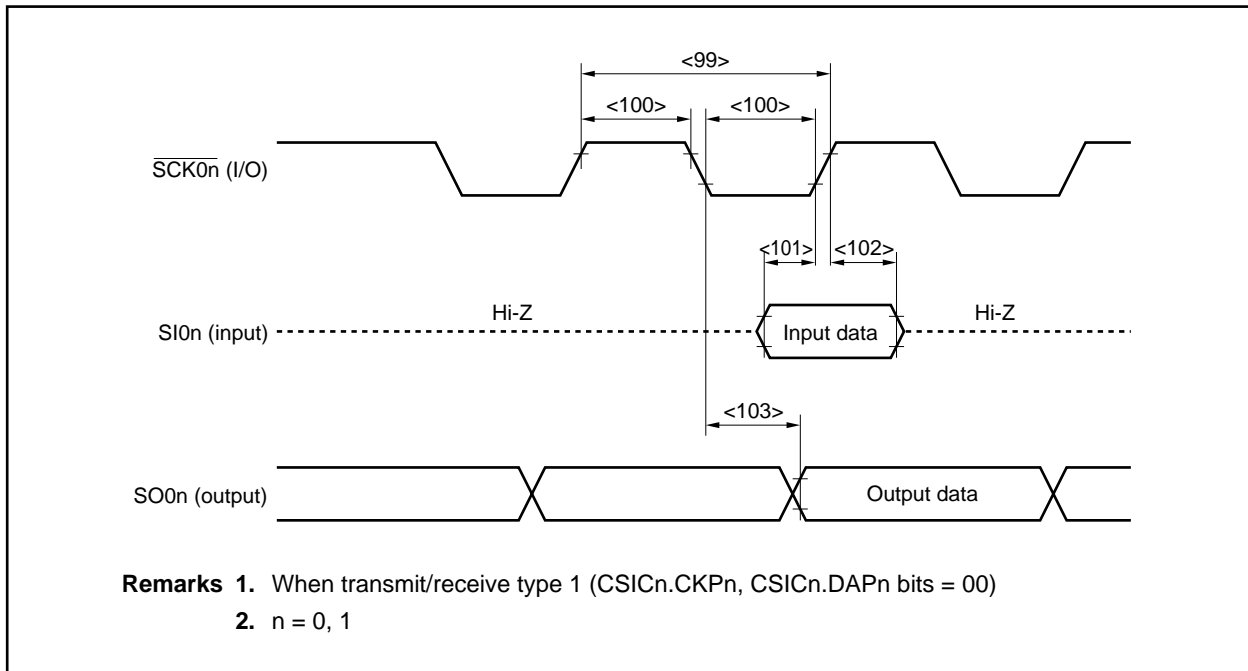 <99>
<100> <100>
SCK0n (I/O)
<101> <102>
Hi-Z Hi-Z
SI0n (input) Input data
<103>
SO0n (output) Output data
Remarks 1. When transmit/receive type 1 (CSICn.CKPn, CSICn.DAPn bits = 00)
2. n = 0, 1